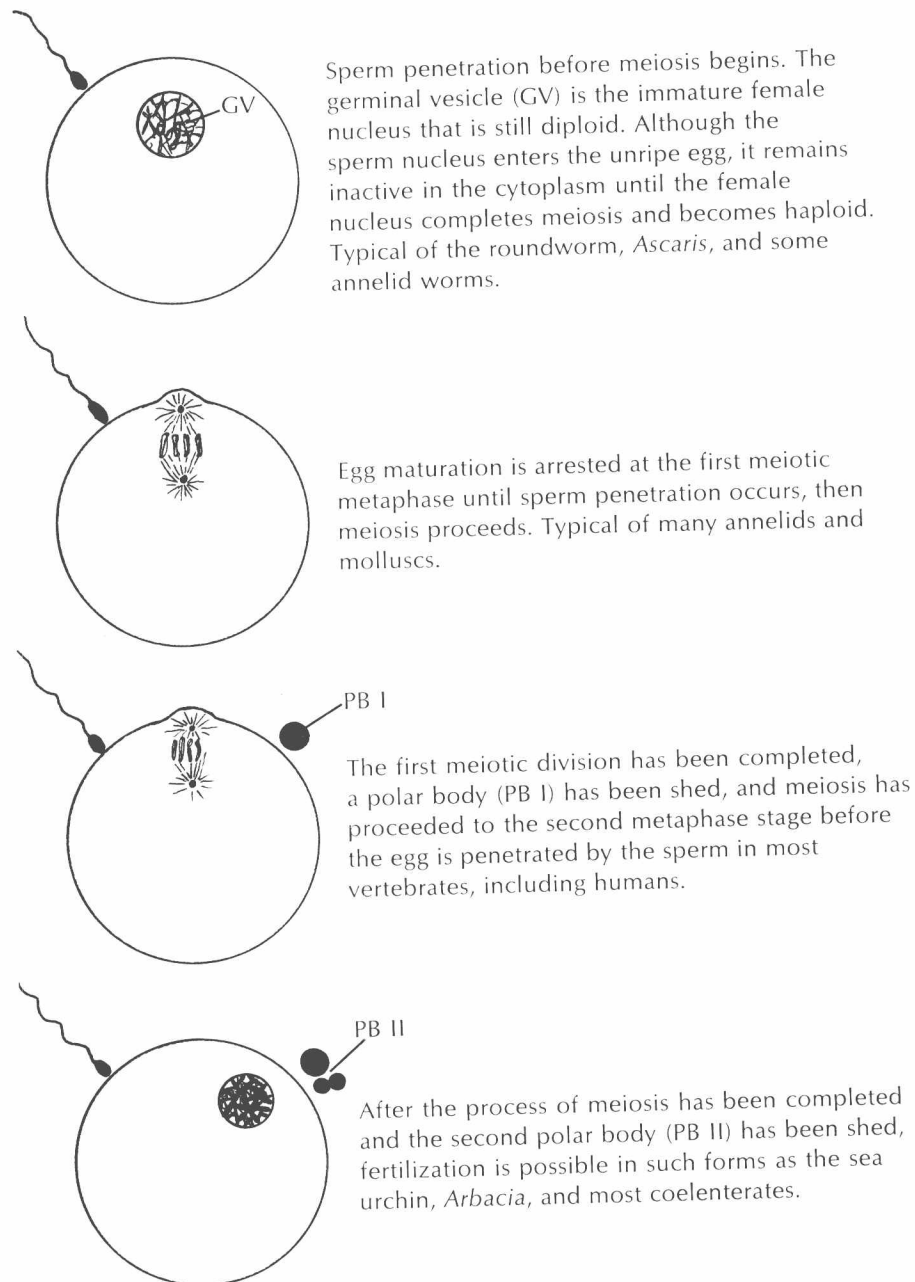 GV
Sperm penetration before meiosis begins. The
germinal vesicle (GV) is the immature female
nucleus that is still diploid. Although the
sperm nucleus enters the unripe egg, it remains
inactive in the cytoplasm until the female
nucleus completes meiosis and becomes haploid.
Typical of the roundworm, Ascaris, and some
annelid worms.
Egg maturation is arrested at the first meiotic
metaphase until sperm penetration occurs, then
meiosis proceeds. Typical of many annelids and
molluscs.
PB I
The first meiotic division has been completed,
a polar body (PB I) has been shed, and meiosis has
proceeded to the second metaphase stage before
the egg is penetrated by the sperm in most
vertebrates, including humans.
PB II
After the process of meiosis has been completed
and the second polar body (PB II) has been shed,
fertilization is possible in such forms as the sea
urchin, Arbacia, and most coelenterates.